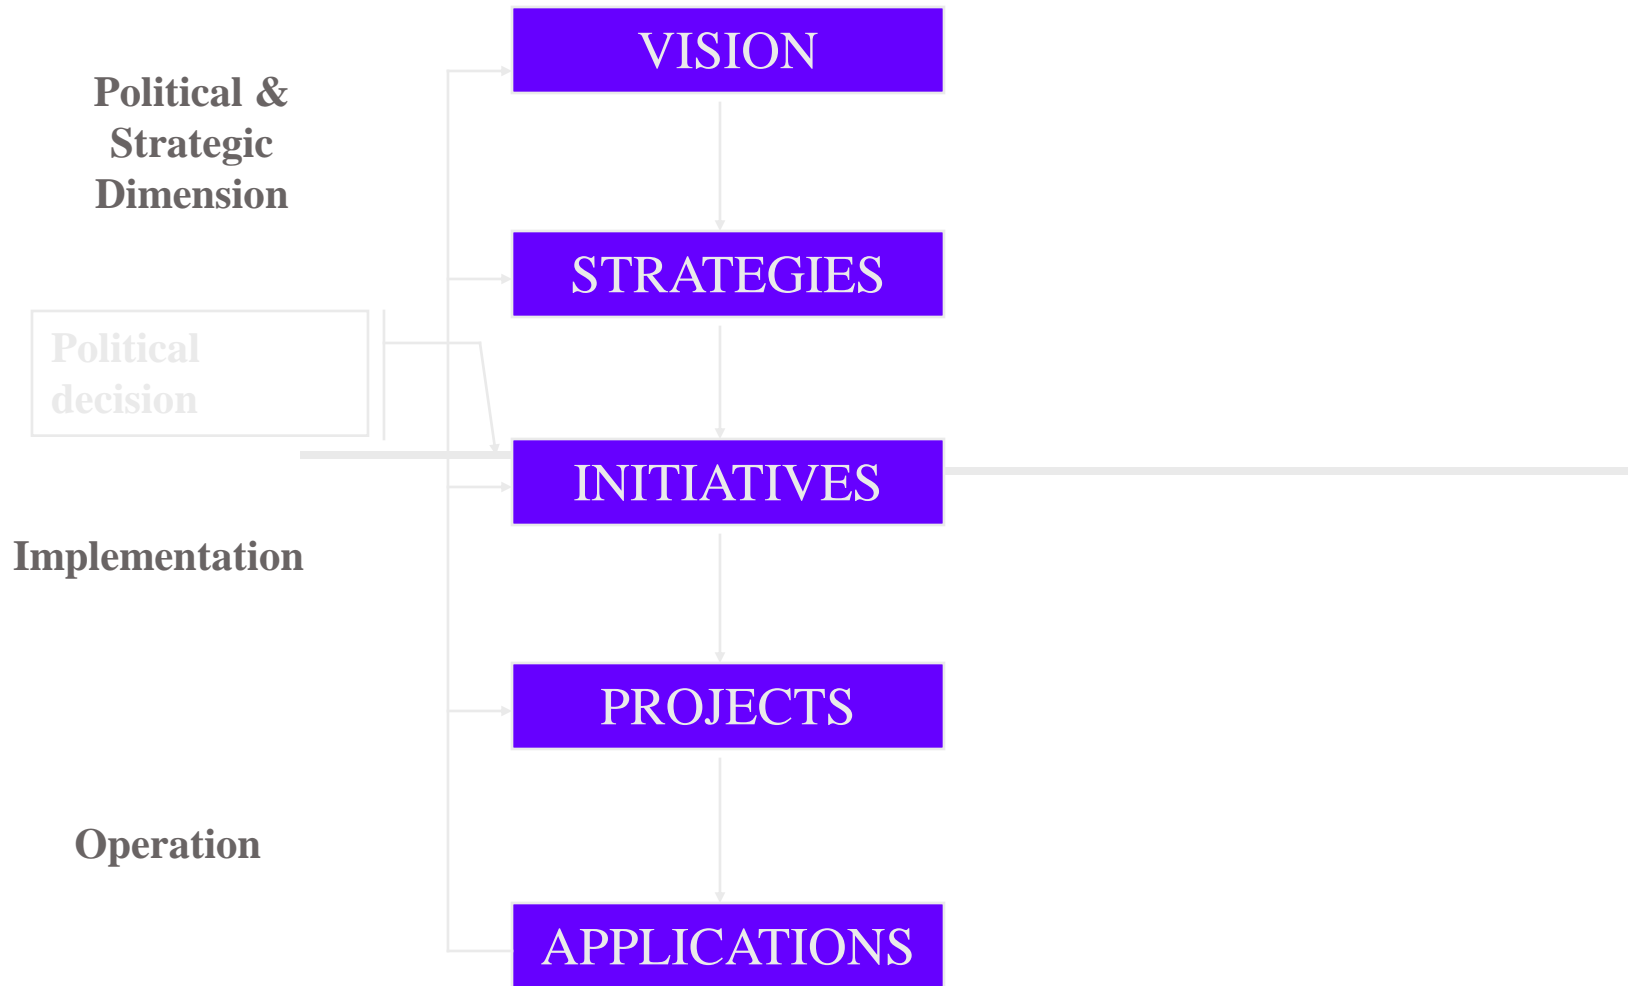 VISION
Political &
Strategic
Dimension
STRATEGIES
Political
decision
INITIATIVES
Implementation
PROJECTS
Operation
APPLICATIONS